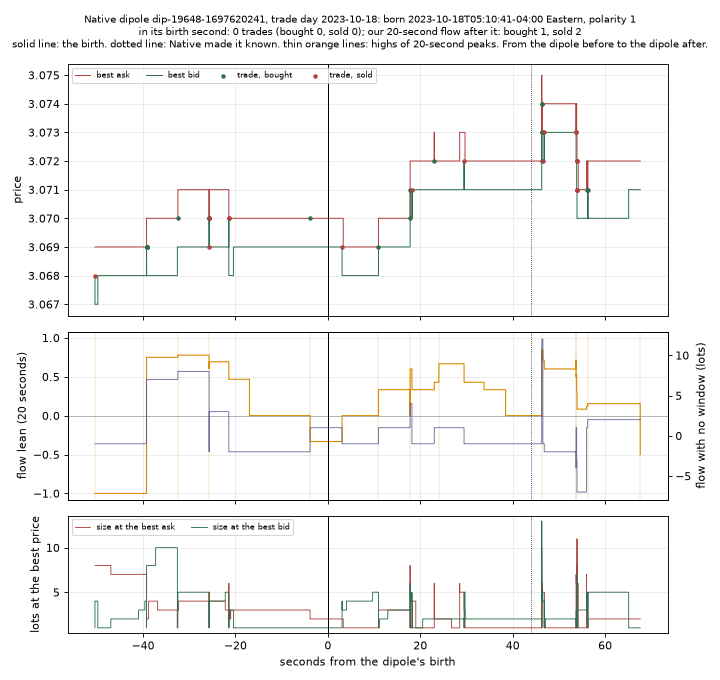 Native dipole dip-19648-1697620241, trade day 2023-10-18: born 2023-10-18T05:10:41-04:00 Eastern, polarity 1
in its birth second: 0 trades (bought 0, sold 0); our 20-second flow after it: bought 1, sold 2
solid line: the birth. dotted line: Native made it known. thin orange lines: highs of 20-second peaks. From the dipole before to the dipole after.
best ask best bid trade, bought trade, sold
3.075
3.074
3.073
3.072
3.071
3.070
3.069
3.068
3.067
price
1.0
0.5
0.0
−0.5
−1.0
flow lean (20 seconds)
10
5
0
−5
flow with no window (lots)
size at the best ask size at the best bid
10
5
lots at the best price
−40 −20 0 20 40 60
seconds from the dipole's birth